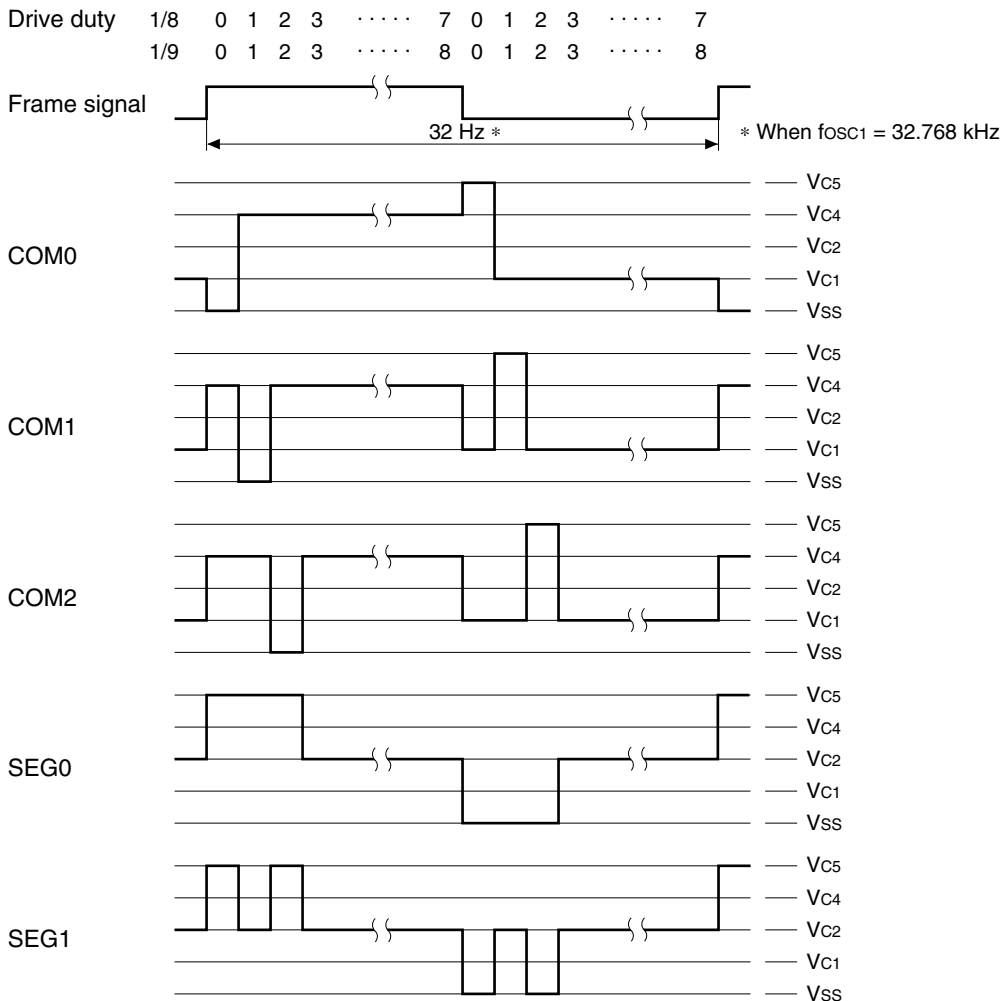 Drive duty 1/8 0 1 2 3 ····· 7 0 1 2 3 ····· 7
1/9 0 1 2 3 ····· 8 0 1 2 3 ····· 8
Frame signal
32 Hz *
* When fOSC1 = 32.768 kHz
VC5
VC4
COM0
VC2
VC1
VSS
VC5
VC4
COM1
VC2
VC1
VSS
VC5
VC4
COM2
VC2
VC1
VSS
VC5
VC4
SEG0
VC2
VC1
VSS
VC5
VC4
SEG1
VC2
VC1
VSS